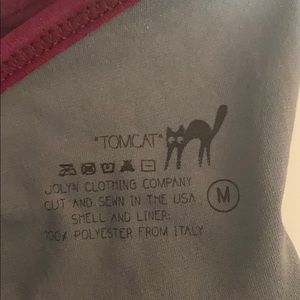 "TOMCAT"
JOLYN CLOTHING COMPANY
CUT AND SEWN IN THE USA
SHELL AND LINER:
100% POLYESTER FROM ITALY
M